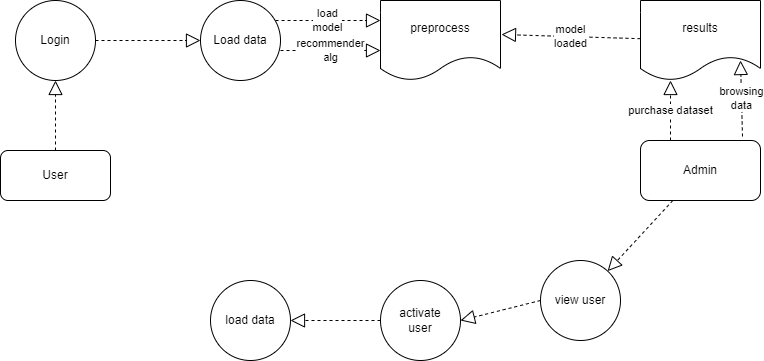 Login
Load data
load
model
recommender
alg
preprocess
model
loaded
results
purchase dataset
browsing
data
User
Admin
view user
activate
user
load data